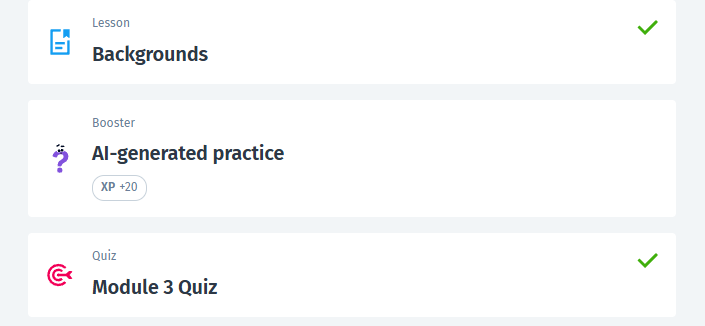 Lesson
Backgrounds
Booster
AI-generated practice
XP +20
Quiz
Module 3 Quiz